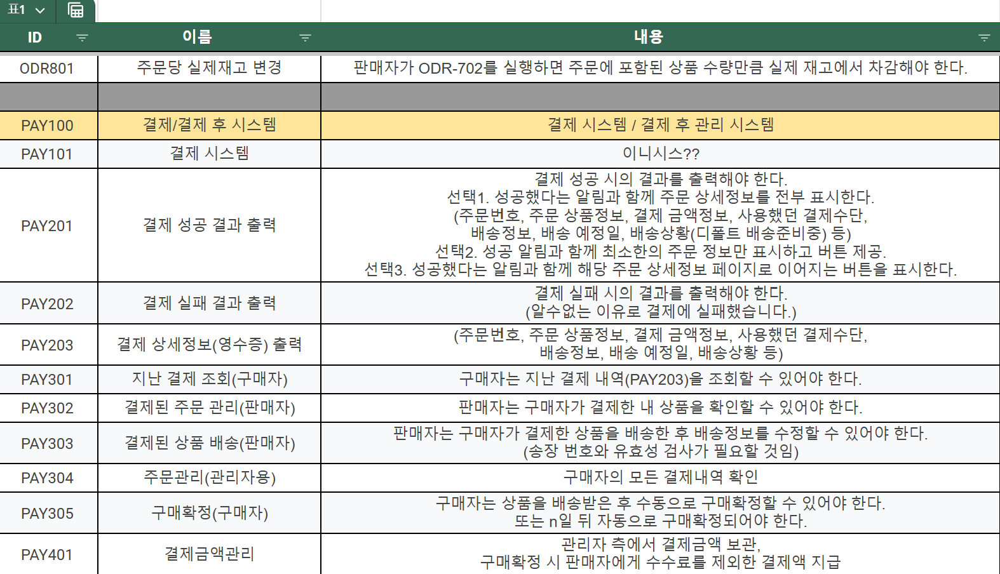 표1
ID 이름 내용
ODR801 주문당 실제재고 변경 판매자가 ODR-702를 실행하면 주문에 포함된 상품 수량만큼 실제 재고에서 차감해야 한다.
PAY100 결제/결제 후 시스템 결제 시스템 / 결제 후 관리 시스템
PAY101 결제 시스템 이니시스??
PAY201 결제 성공 결과 출력 결제 성공 시의 결과를 출력해야 한다.
선택1. 성공했다는 알림과 함께 주문 상세정보를 전부 표시한다.
(주문번호, 주문 상품정보, 결제 금액정보, 사용했던 결제수단,
배송정보, 배송 예정일, 배송상황(디폴트 배송준비중) 등)
선택2. 성공 알림과 함께 최소한의 주문 정보만 표시하고 버튼 제공.
선택3. 성공했다는 알림과 함께 해당 주문 상세정보 페이지로 이어지는 버튼을 표시한다.
PAY202 결제 실패 결과 출력 결제 실패 시의 결과를 출력해야 한다.
(알수없는 이유로 결제에 실패했습니다.)
PAY203 결제 상세정보(영수증) 출력 (주문번호, 주문 상품정보, 결제 금액정보, 사용했던 결제수단,
배송정보, 배송 예정일, 배송상황 등)
PAY301 지난 결제 조회(구매자) 구매자는 지난 결제 내역(PAY203)을 조회할 수 있어야 한다.
PAY302 결제된 주문 관리(판매자) 판매자는 구매자가 결제한 내 상품을 확인할 수 있어야 한다.
PAY303 결제된 상품 배송(판매자) 판매자는 구매자가 결제한 상품을 배송한 후 배송정보를 수정할 수 있어야 한다.
(송장 번호와 유효성 검사가 필요할 것임)
PAY304 주문관리(관리자용) 구매자의 모든 결제내역 확인
PAY305 구매확정(구매자) 구매자는 상품을 배송받은 후 수동으로 구매확정할 수 있어야 한다.
또는 n일 뒤 자동으로 구매확정되어야 한다.
PAY401 결제금액관리 관리자 측에서 결제금액 보관,
구매확정 시 판매자에게 수수료를 제외한 결제액 지급